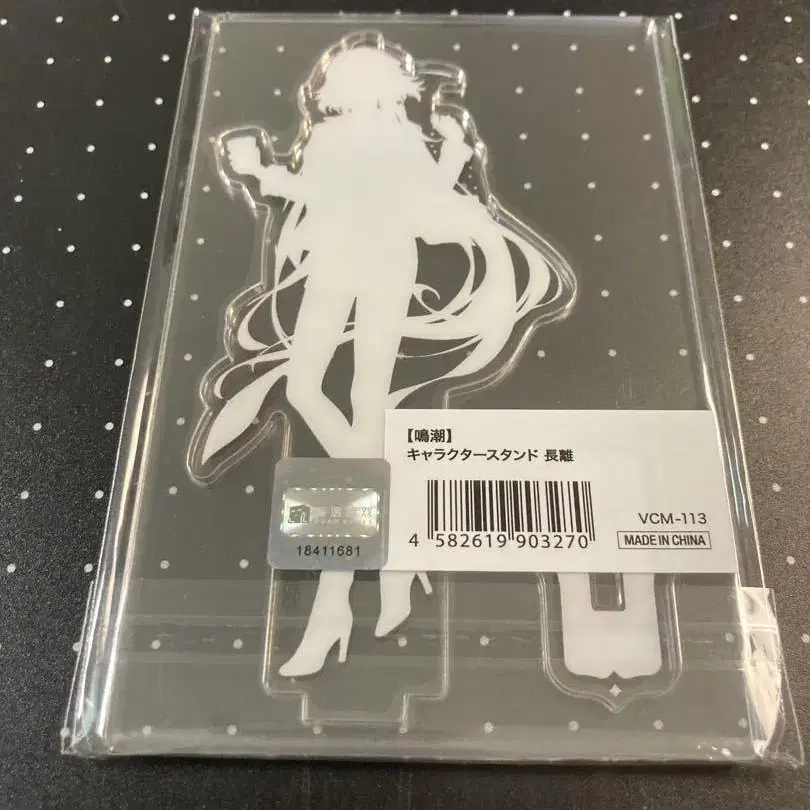 【鳴潮】
キャラクタースタンド 長離
4 582619 903270
VCM-113
MADE IN CHINA
18411681